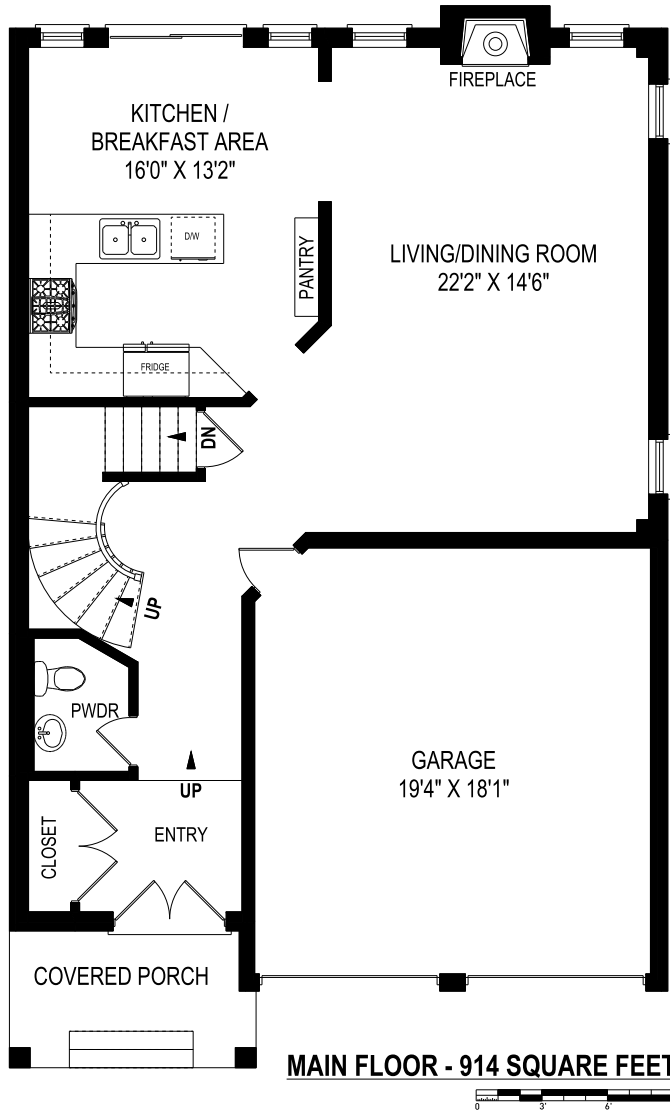 FIREPLACE
KITCHEN /
BREAKFAST AREA
16'0" X 13'2"
D/W
PANTRY
LIVING/DINING ROOM
22'2" X 14'6"
FRIDGE
DN
UP
PWDR
GARAGE
19'4" X 18'1"
UP
CLOSET
ENTRY
COVERED PORCH
MAIN FLOOR - 914 SQUARE FEET
0 3' 6'